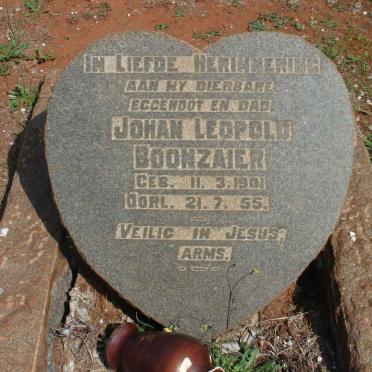 IN LIEFDE HERINNERING
AAN MY DIERBARE
EGGENOOT EN DAD
JOHAN LEOPOLD
BOONZAIER
GEB. 11.3.1901
OORL. 21.7.55.
VEILIG IN JESUS,
ARMS.